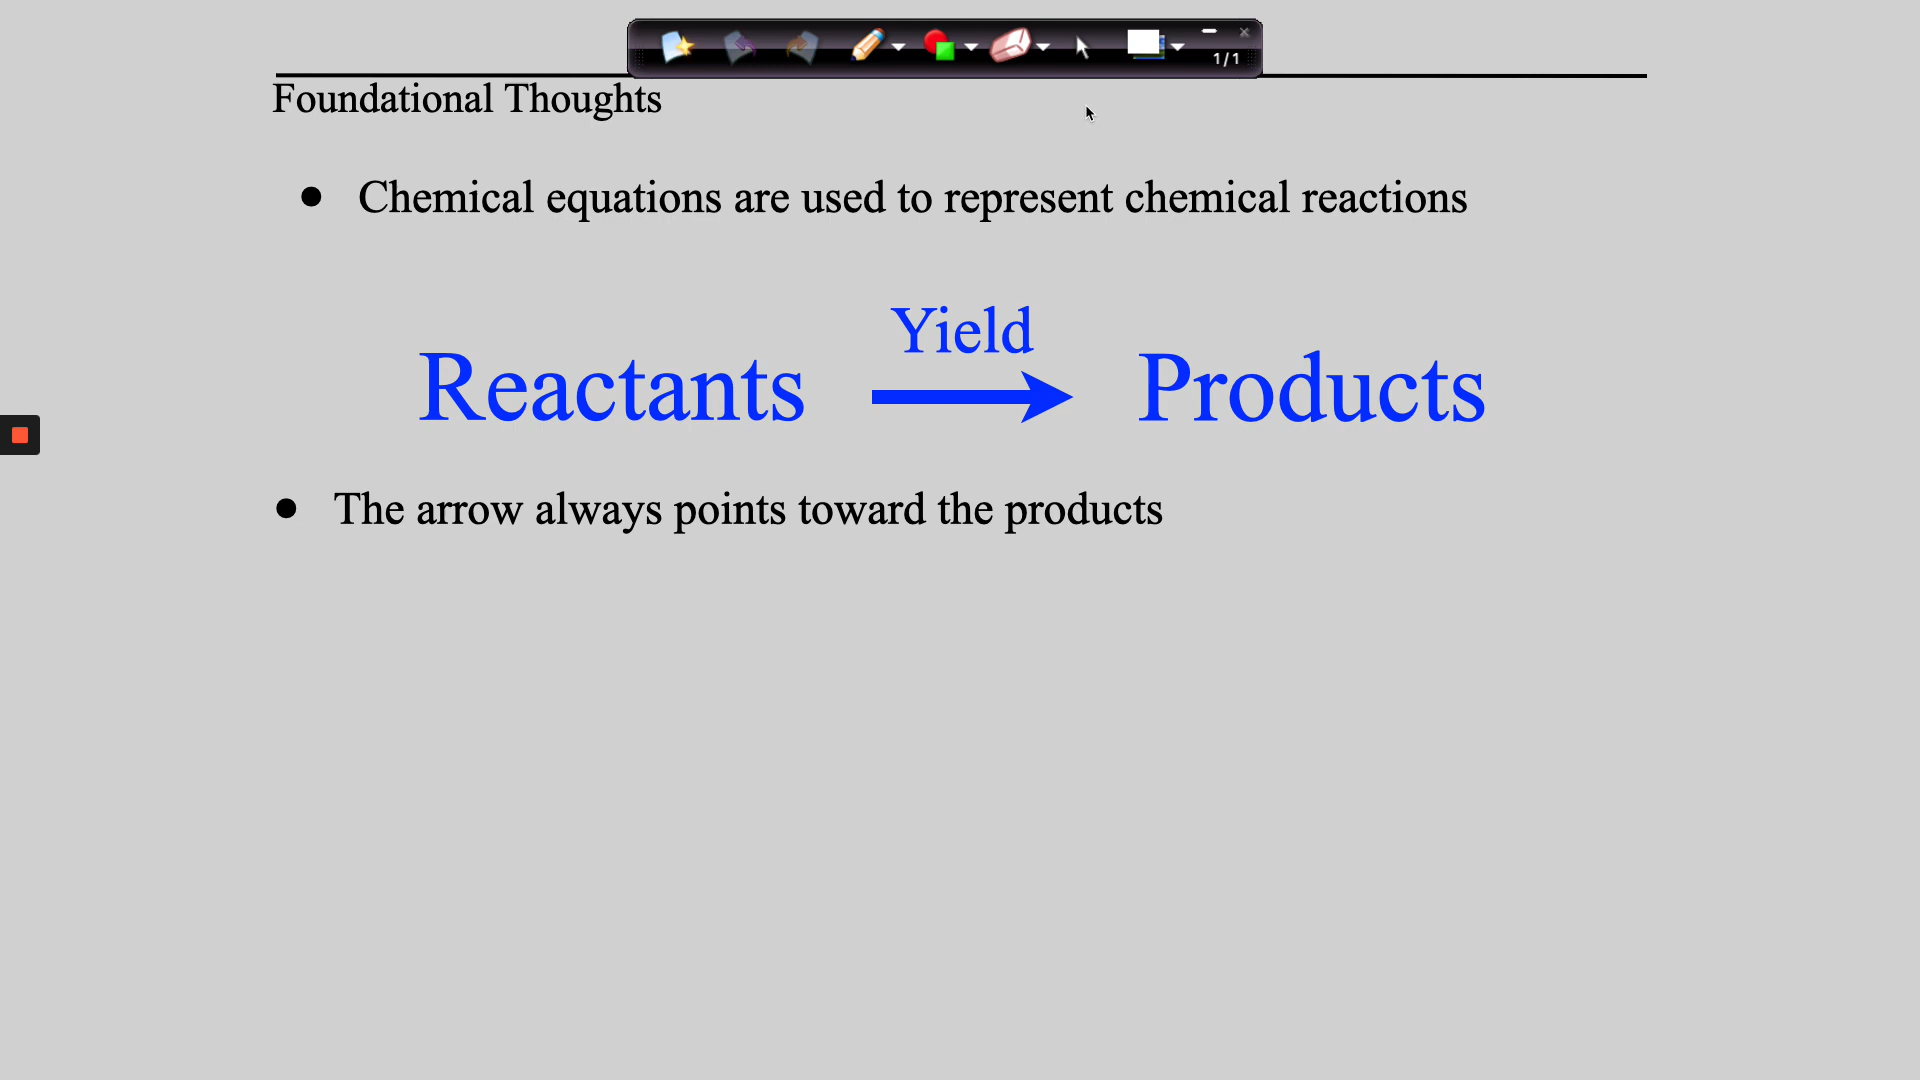 1/1
Foundational Thoughts
● Chemical equations are used to represent chemical reactions
Yield
Reactants → Products
● The arrow always points toward the products